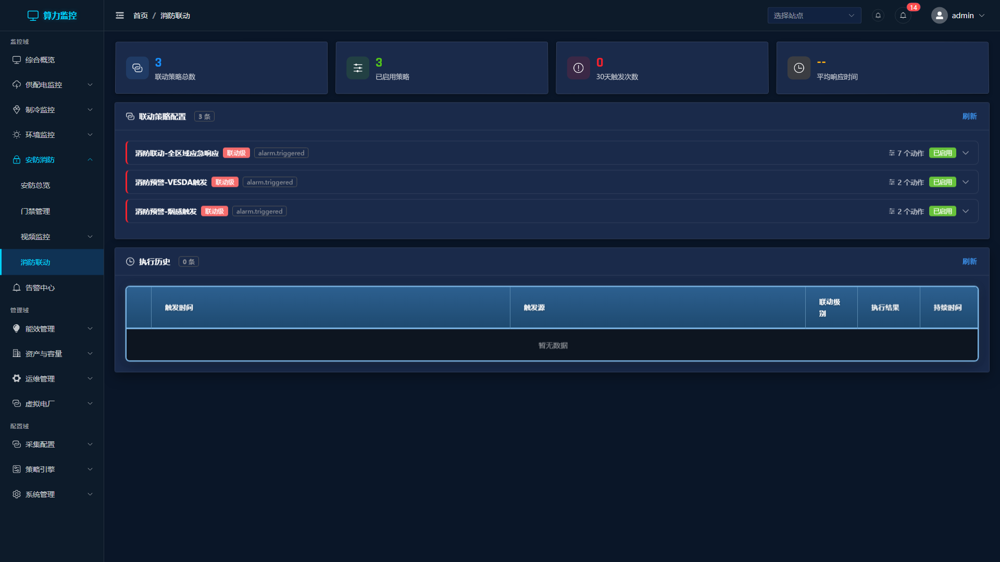 算力监控
首页 / 消防联动
选择站点
14
admin
监控域
综合概览
供配电监控
制冷监控
环境监控
安防消防
安防总览
门禁管理
视频监控
消防联动
告警中心
管理域
能效管理
资产与容量
运维管理
虚拟电厂
配置域
采集配置
策略引擎
系统管理
3
联动策略总数
3
已启用策略
0
30天触发次数
--
平均响应时间
联动策略配置 3 条 刷新
消防联动-全区域应急响应 联动级 alarm.triggered 7 个动作 已启用
消防预警-VESDA触发 联动级 alarm.triggered 2 个动作 已启用
消防预警-烟感触发 联动级 alarm.triggered 2 个动作 已启用
执行历史 0 条 刷新
触发时间 触发源 联动级别 执行结果 持续时间
暂无数据